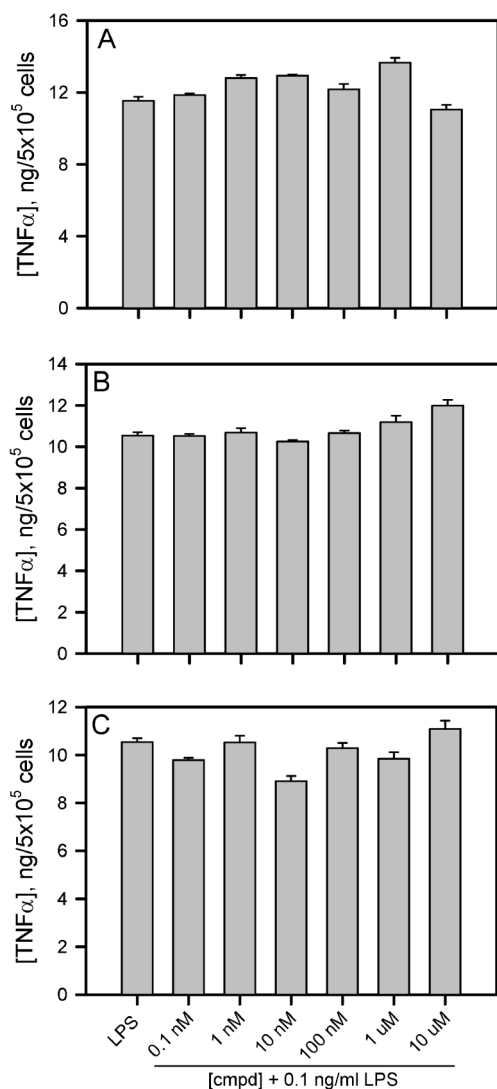 A
16
12
8
4
0
[TNFα], ng/5x10⁵ cells
B
14
12
10
8
6
4
2
0
[TNFα], ng/5x10⁵ cells
C
12
10
8
6
4
2
0
[TNFα], ng/5x10⁵ cells
LPS 0.1 nM 1 nM 10 nM 100 nM 1 uM 10 uM
[cmpd] + 0.1 ng/ml LPS